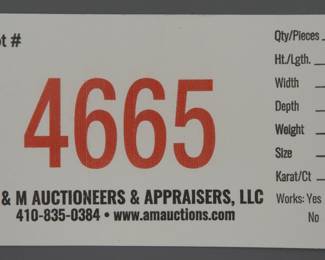 ot #
4665
& M AUCTIONEERS & APPRAISERS, LLC
410-835-0384 • www.amauctions.com
Qty/Pieces
Ht./Lgth.
Width
Depth
Weight
Size
Karat/Ct
Works: Yes
No